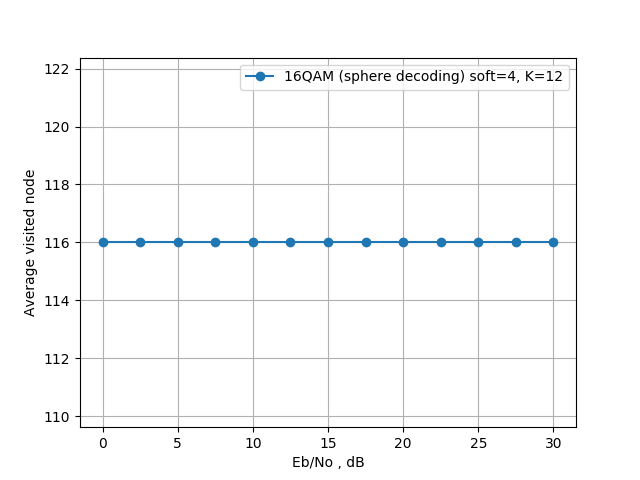 16QAM (sphere decoding) soft=4, K=12
Average visited node
122
120
118
116
114
112
110
0 5 10 15 20 25 30
Eb/No , dB